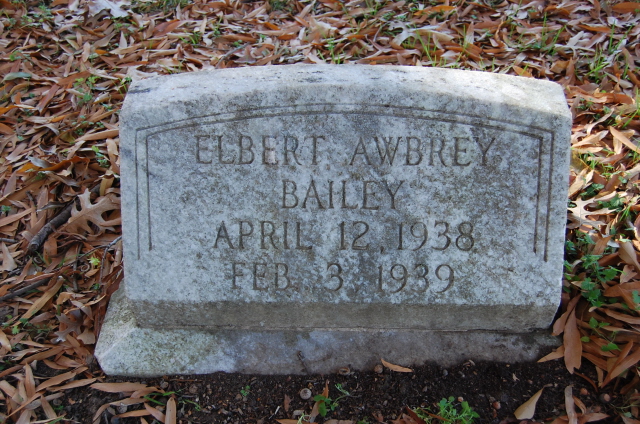 ELBERT AWBREY
BAILEY
APRIL 12, 1938
FEB. 3 1939